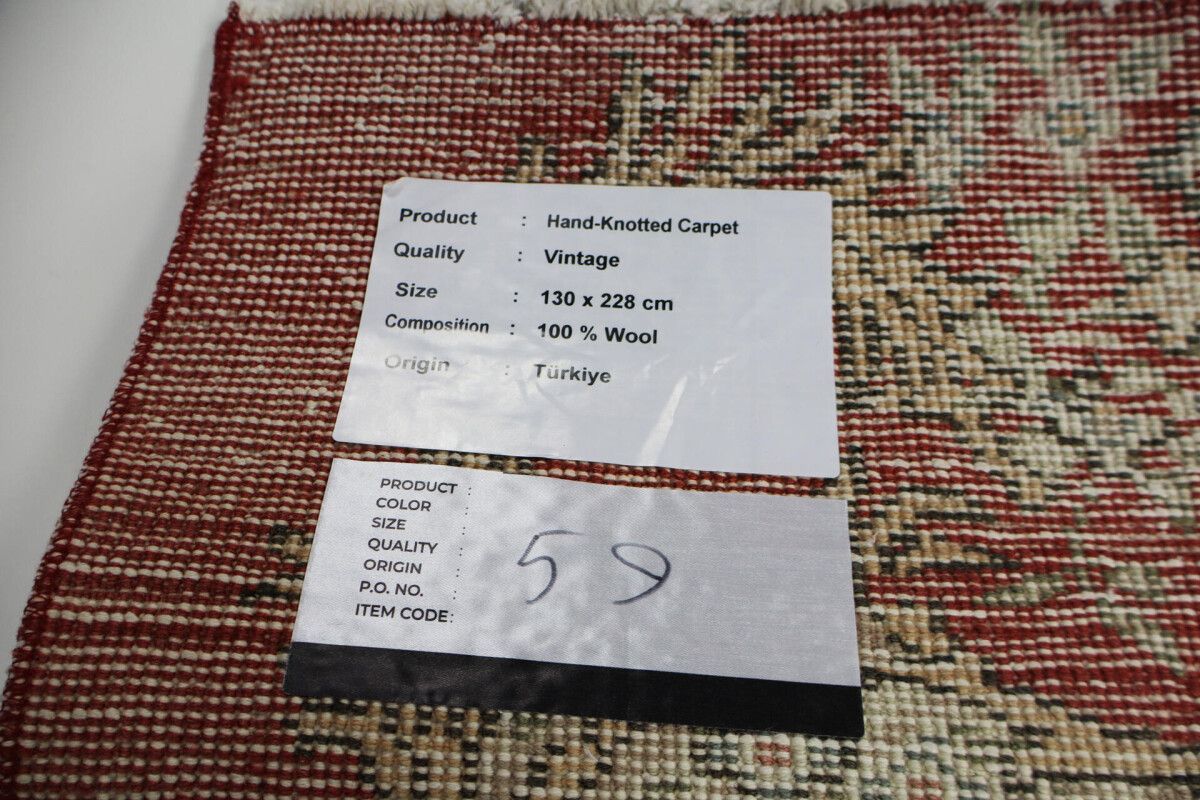 Product : Hand-Knotted Carpet
Quality : Vintage
Size : 130 x 228 cm
Composition : 100 % Wool
Origin : Türkiye
PRODUCT :
COLOR :
SIZE :
QUALITY :
ORIGIN :
P.O. NO. :
ITEM CODE:
59